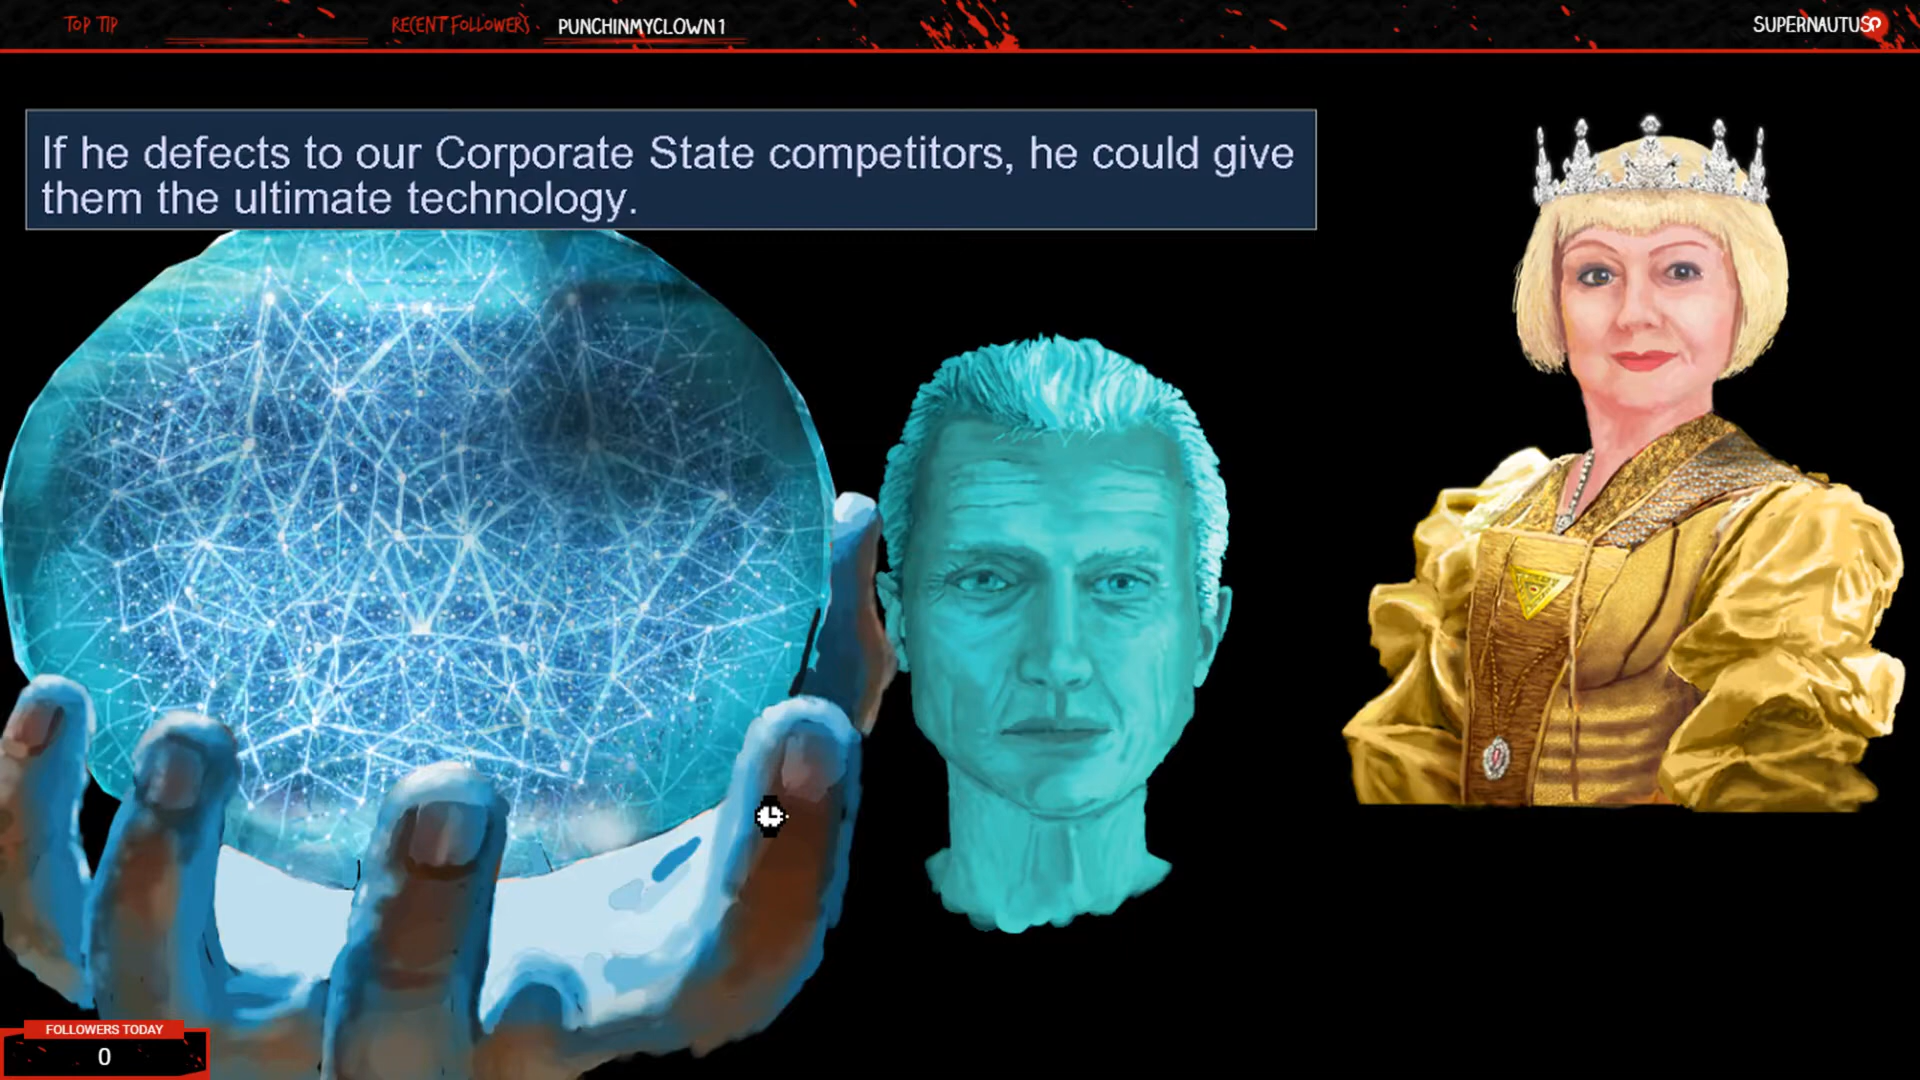 TOP TIP
RECENT FOLLOWERS PUNCHINMYCLOWN1
SUPERNAUTUS
If he defects to our Corporate State competitors, he could give
them the ultimate technology.
FOLLOWERS TODAY
0